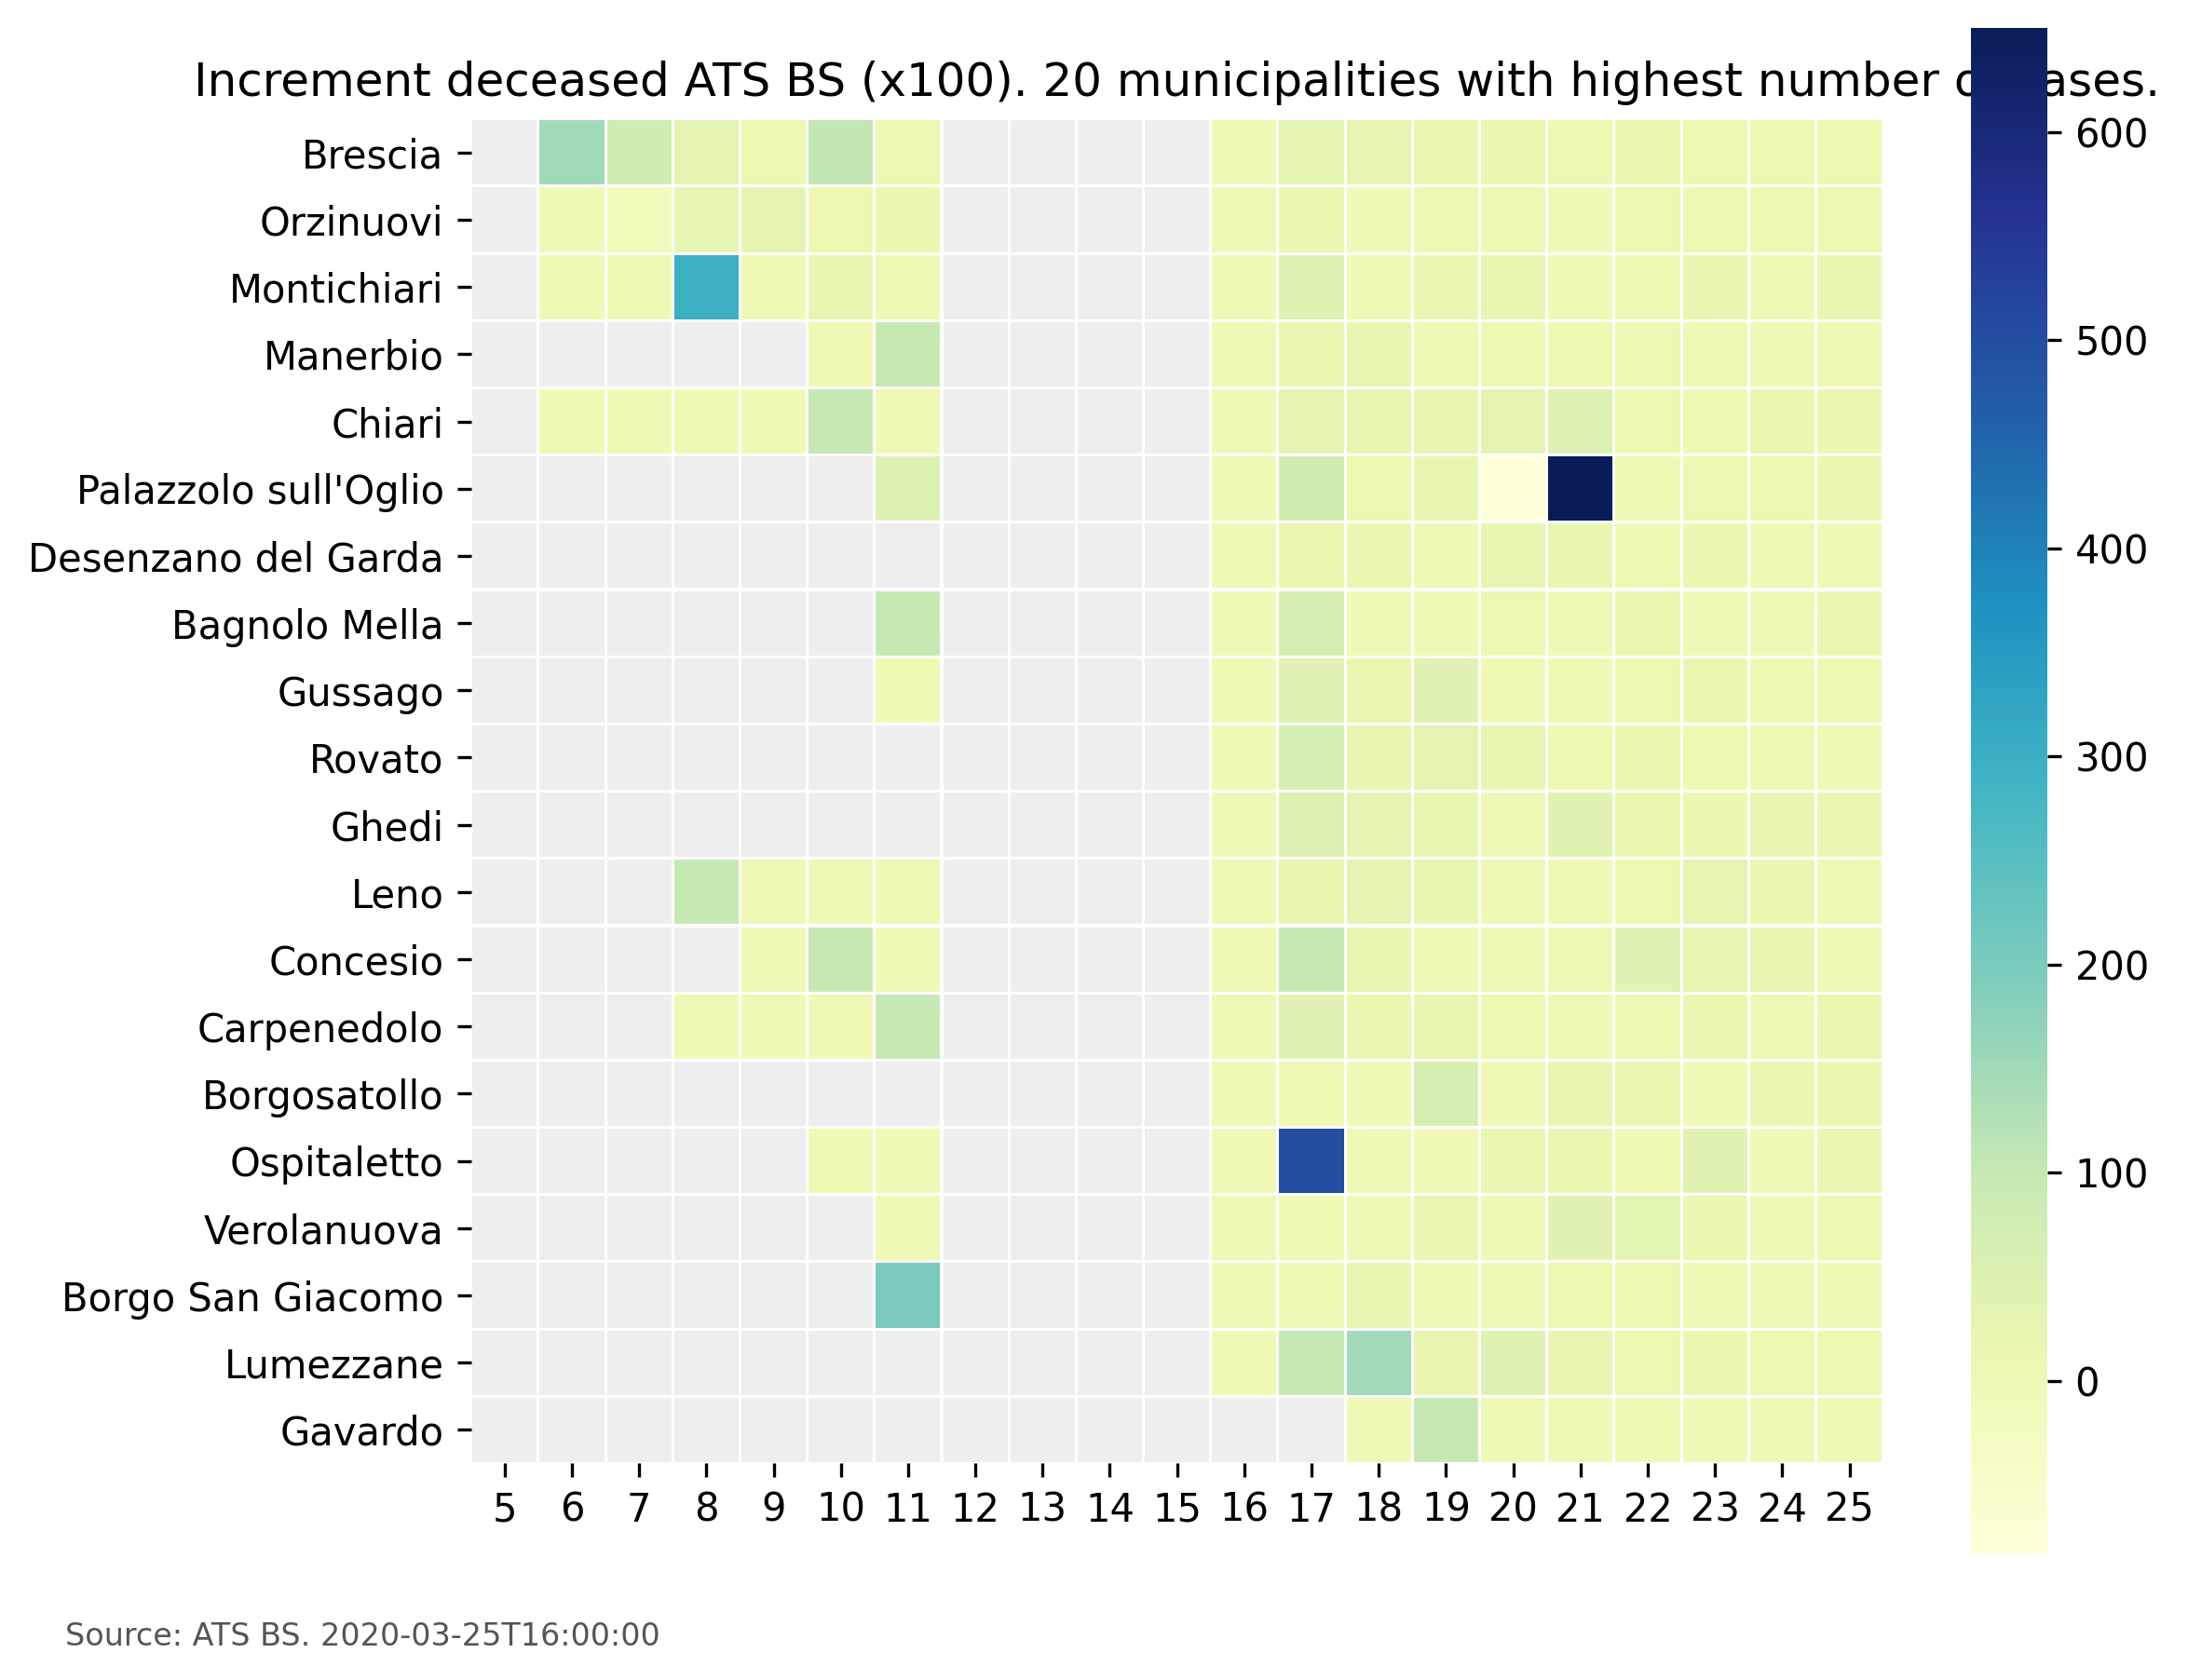 Increment deceased ATS BS (x100). 20 municipalities with highest number ases.
600
500
400
300
200
100
0
Brescia
Orzinuovi
Montichiari
Manerbio
Chiari
Palazzolo sull'Oglio
Desenzano del Garda
Bagnolo Mella
Gussago
Rovato
Ghedi
Leno
Concesio
Carpenedolo
Borgosatollo
Ospitaletto
Verolanuova
Borgo San Giacomo
Lumezzane
Gavardo
5 6 7 8 9 10 11 12 13 14 15 16 17 18 19 20 21 22 23 24 25
Source: ATS BS. 2020-03-25T16:00:00